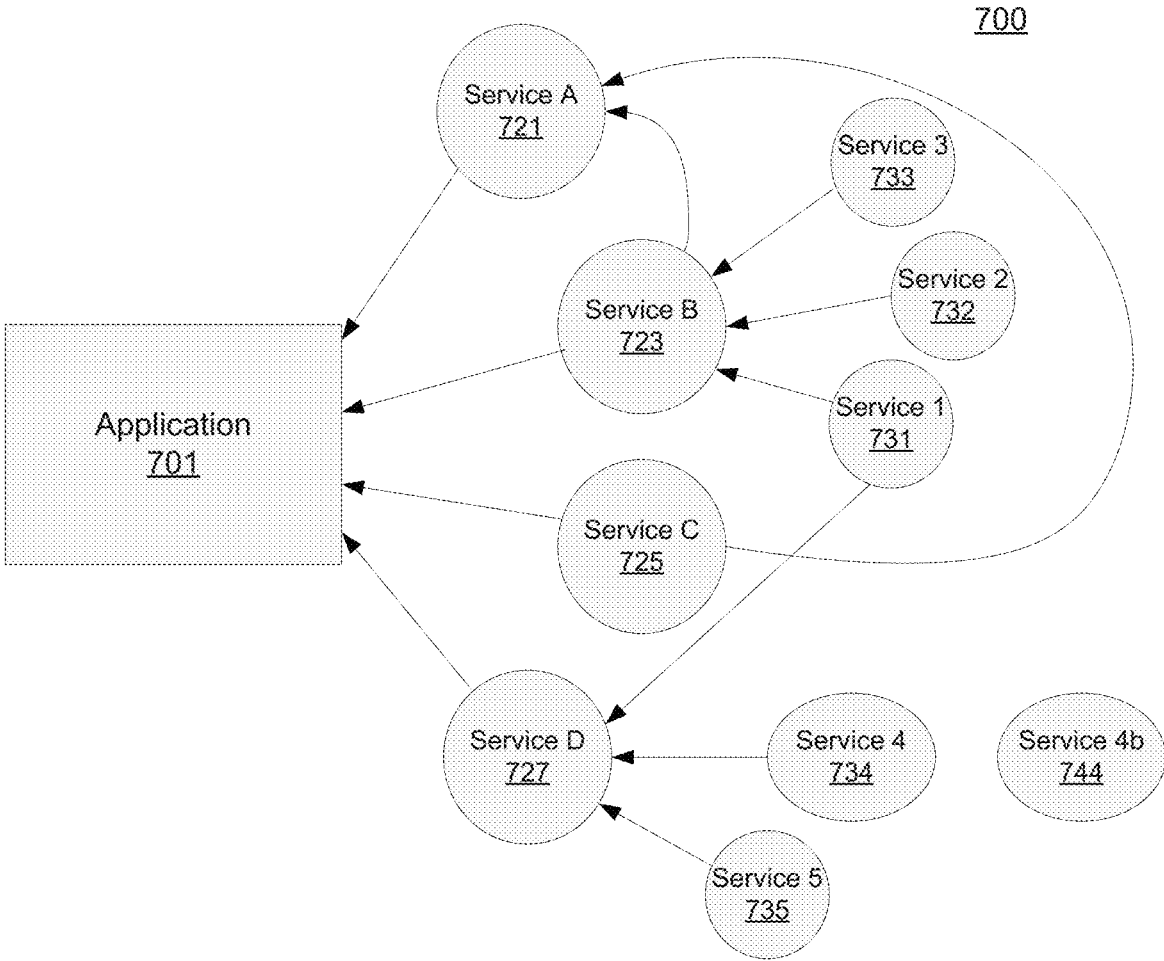 700
Service A
721
Service 3
733
Service 2
732
Service B
723
Service 1
731
Application
701
Service C
725
Service D
727
Service 4
734
Service 4b
744
Service 5
735